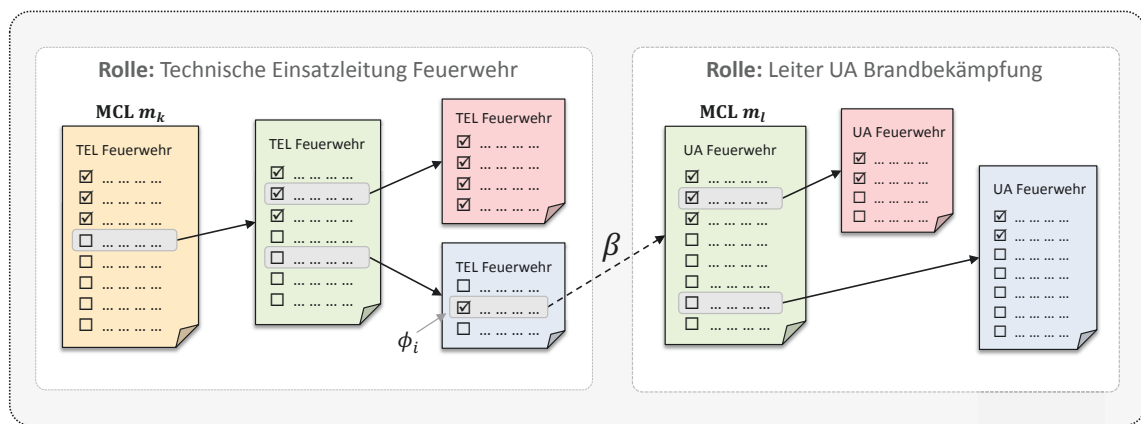 Rolle: Technische Einsatzleitung Feuerwehr
MCL m_k
TEL Feuerwehr
☑ ... ... ... ...
☑ ... ... ... ...
☑ ... ... ... ...
☐ ... ... ... ...
☐ ... ... ... ...
☐ ... ... ... ...
☐ ... ... ... ...
☐ ... ... ... ...
TEL Feuerwehr
☑ ... ... ... ...
☑ ... ... ... ...
☑ ... ... ... ...
☐ ... ... ... ...
☐ ... ... ... ...
☐ ... ... ... ...
☐ ... ... ... ...
TEL Feuerwehr
☑ ... ... ... ...
☑ ... ... ... ...
☑ ... ... ... ...
☑ ... ... ... ...
TEL Feuerwehr
☐ ... ... ... ...
☑ ... ... ... ...
☐ ... ... ... ...
ϕ_i
β
Rolle: Leiter UA Brandbekämpfung
MCL m_l
UA Feuerwehr
☑ ... ... ... ...
☑ ... ... ... ...
☑ ... ... ... ...
☐ ... ... ... ...
☐ ... ... ... ...
☐ ... ... ... ...
☐ ... ... ... ...
☐ ... ... ... ...
UA Feuerwehr
☑ ... ... ... ...
☑ ... ... ... ...
☐ ... ... ... ...
☐ ... ... ... ...
UA Feuerwehr
☑ ... ... ... ...
☑ ... ... ... ...
☐ ... ... ... ...
☐ ... ... ... ...
☐ ... ... ... ...
☐ ... ... ... ...
☐ ... ... ... ...